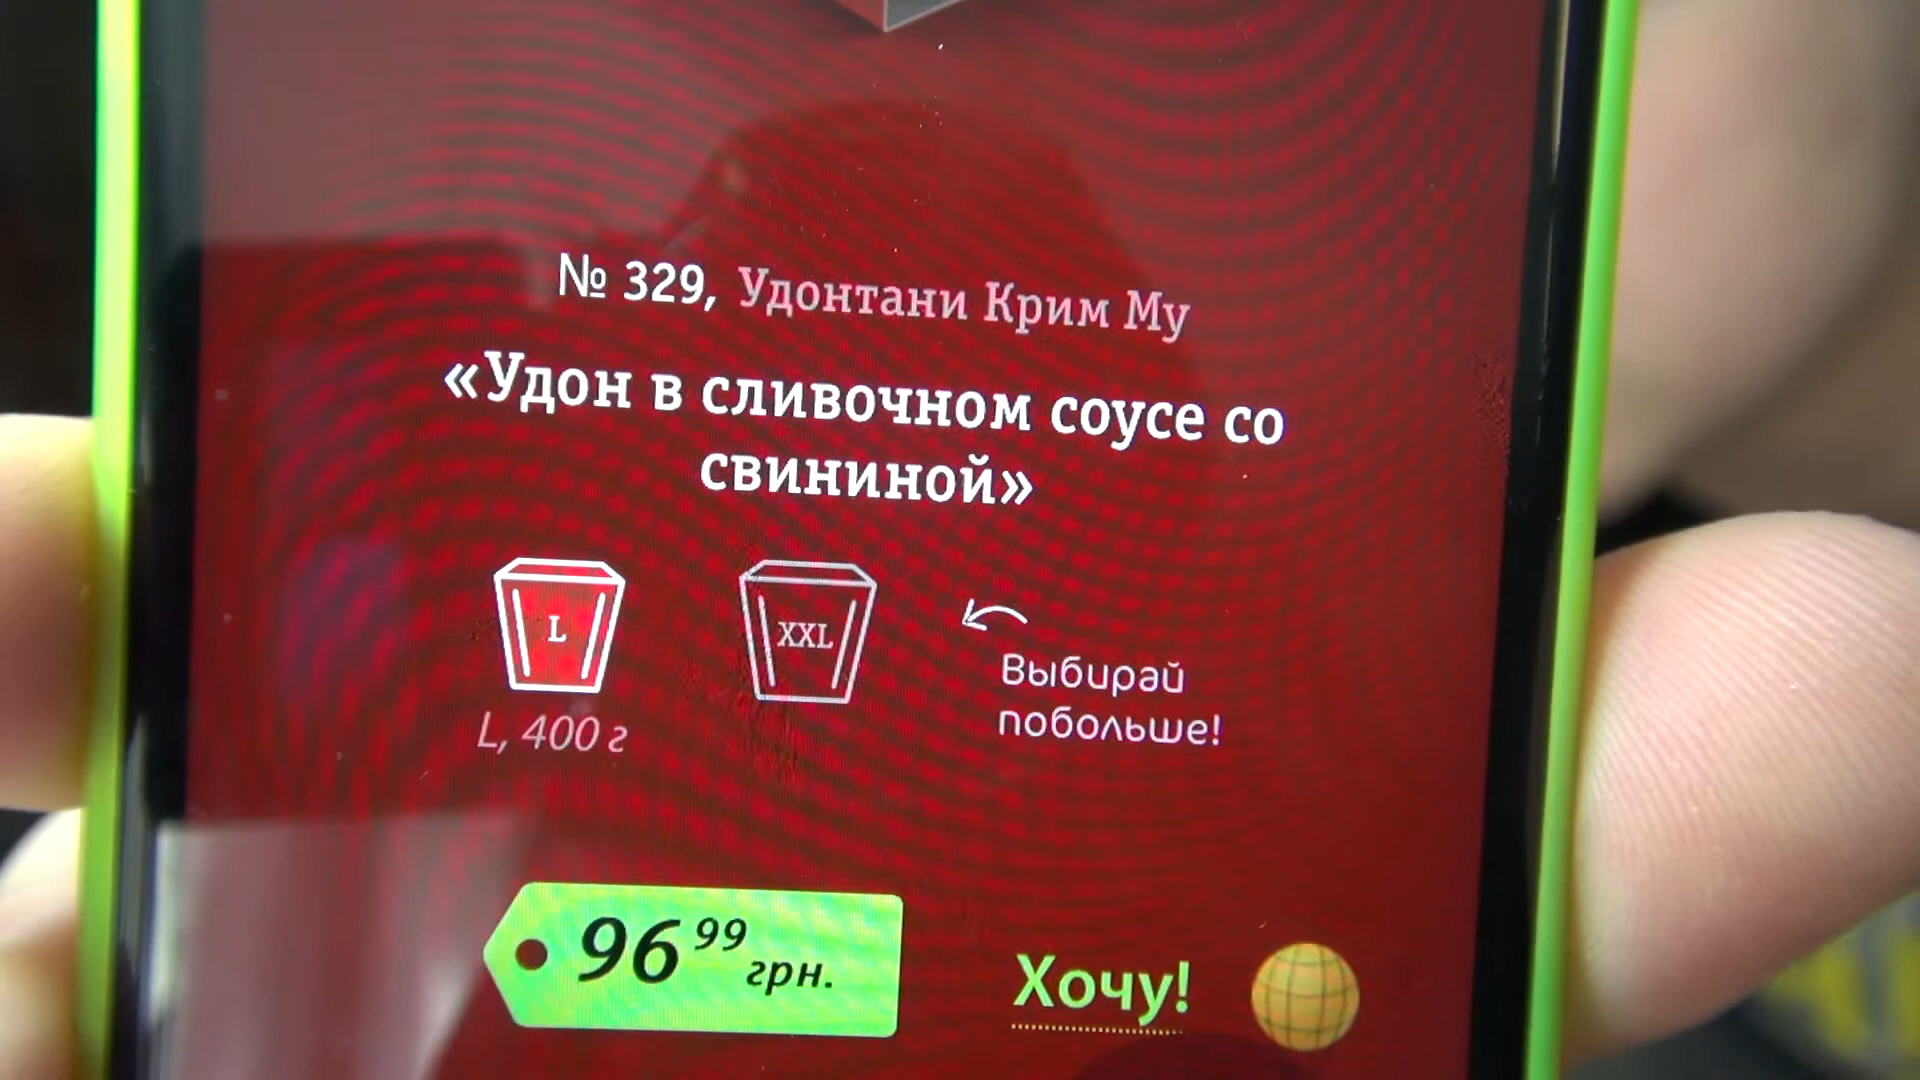 № 329, Удонтани Крим Му
«Удон в сливочном соусе со
свининой»
L
XXL
Выбирай
побольше!
L, 400 г
96 99 грн.
Хочу!